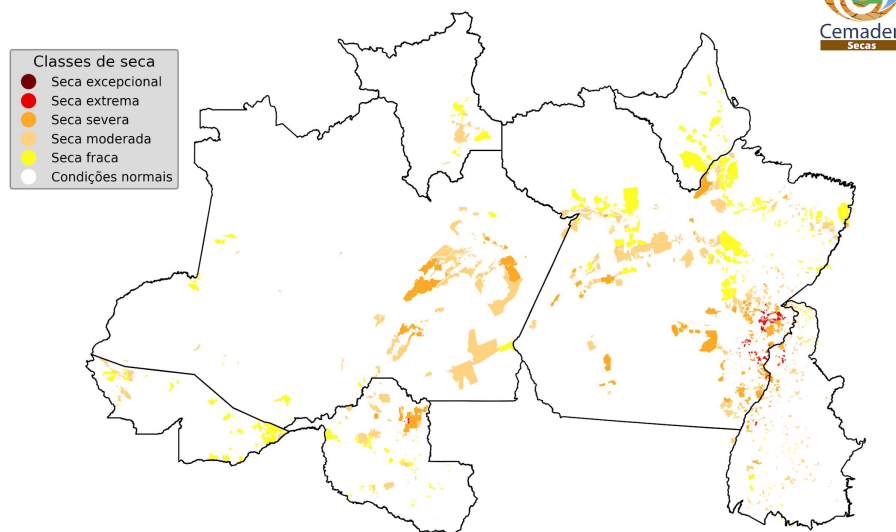 Cemaden
Secas
Classes de seca
Seca excepcional
Seca extrema
Seca severa
Seca moderada
Seca fraca
Condições normais